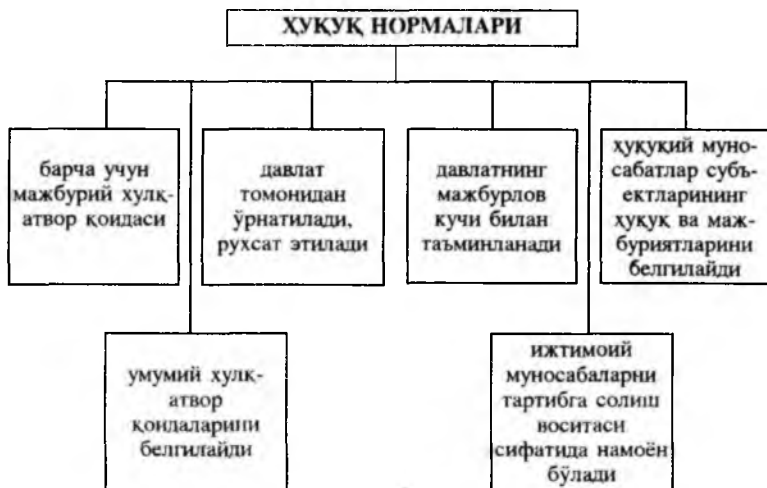 ҲУҚУҚ НОРМАЛАРИ
барча учун
мажбурий хулқ-
атвор қоидаси
давлат
томонидан
ўрнатилади,
рухсат этилади
давлатнинг
мажбурлов
кучи билан
таъминланади
ҳуқуқий муно-
сабатлар субъ-
ектларининг
ҳуқуқ ва маж-
буриятларини
белгилайди
умумий хулқ-
атвор
қоидаларини
белгилайди
ижтимоий
муносабаларни
тартибга солиш
воситаси
сифатида намоён
бўлади